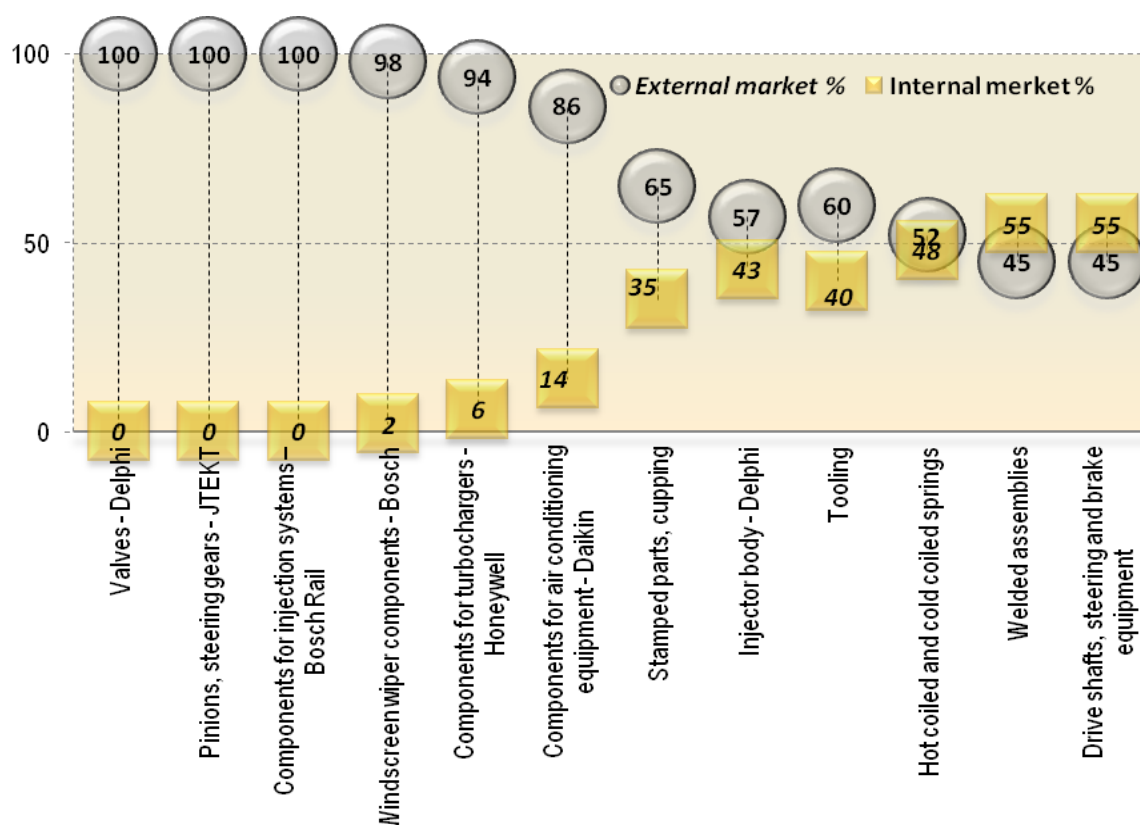 100
50
0
100
100
100
98
94
86
65
57
60
52
45
45
0
0
0
2
6
14
35
43
40
48
55
55
External market %
Internal merket %
Valves - Delphi
Pinions, steering gears - JTEKT
Components for injection systems–
Bosch Rail
Windscreen wiper components - Bosch
Components for turbochargers -
Honeywell
Components for air conditioning
equipment - Daikin
Stamped parts, cupping
Injector body - Delphi
Tooling
Hot coiled and cold coiled springs
Welded assemblies
Drive shafts, steering and brake
equipment